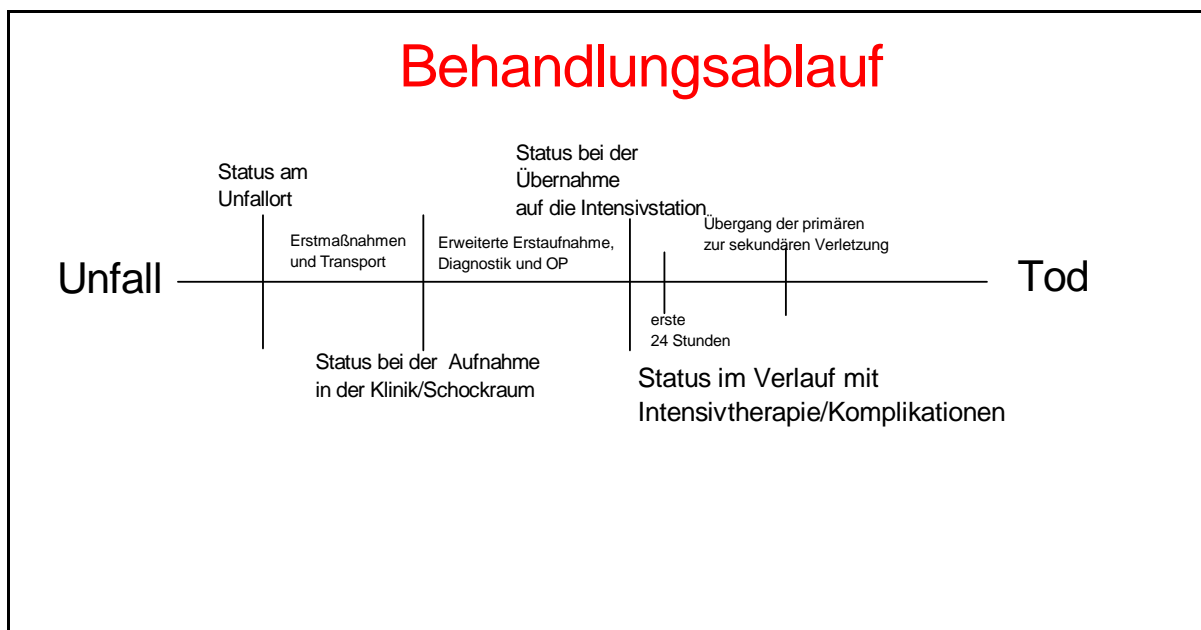 Behandlungsablauf
Status am
Unfallort
Status bei der
Übernahme
auf die Intensivstation
Erstmaßnahmen
und Transport
Erweiterte Erstaufnahme,
Diagnostik und OP
Übergang der primären
zur sekundären Verletzung
Unfall
Tod
erste
24 Stunden
Status bei der Aufnahme
in der Klinik/Schockraum
Status im Verlauf mit
Intensivtherapie/Komplikationen